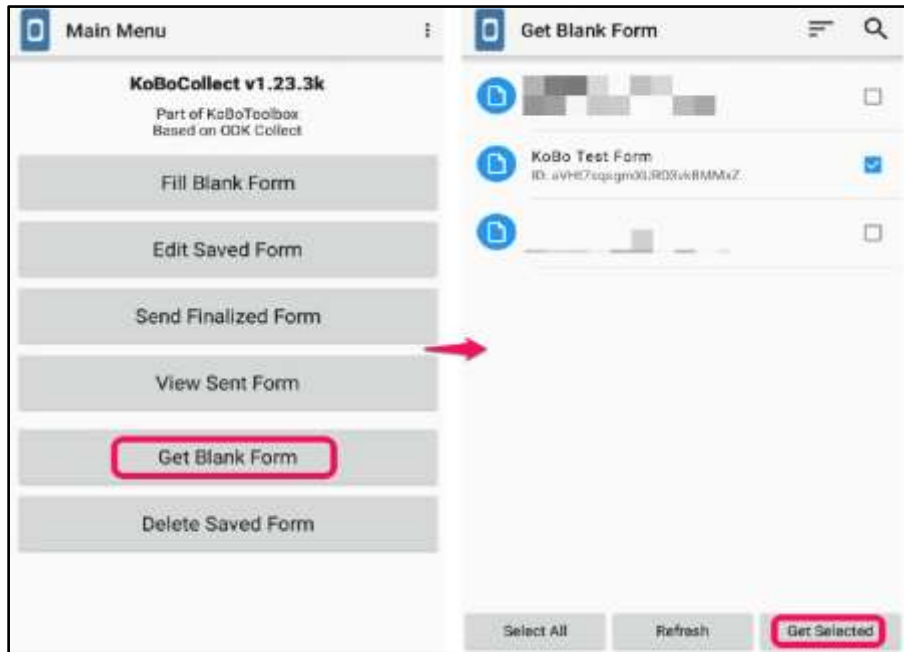 Main Menu
KoBoCollect v1.23.3k
Part of KoBoToolbox
Based on ODK Collect
Fill Blank Form
Edit Saved Form
Send Finalized Form
View Sent Form
Get Blank Form
Delete Saved Form
Get Blank Form
KoBo Test Form
ID:
Select All
Refresh
Get Selected